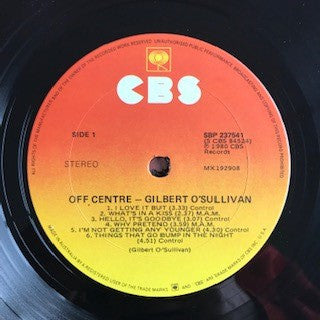 CBS
SIDE 1
STEREO
SBP 237541
℗ 1980 CBS
Records
MX192908
OFF CENTRE – GILBERT O'SULLIVAN
1. I LOVE IT BUT (3.33) Control
2. WHAT'S IN A KISS (2.37) M.A.M.
3. HELLO, IT'S GOODBYE (3.07) Control
4. WHY PRETEND (3.59) M.A.M.
5. I'M NOT GETTING ANY YOUNGER (4.30) Control
6. THINGS THAT GO BUMP IN THE NIGHT
(4.51) Control
(Gilbert O'Sullivan)